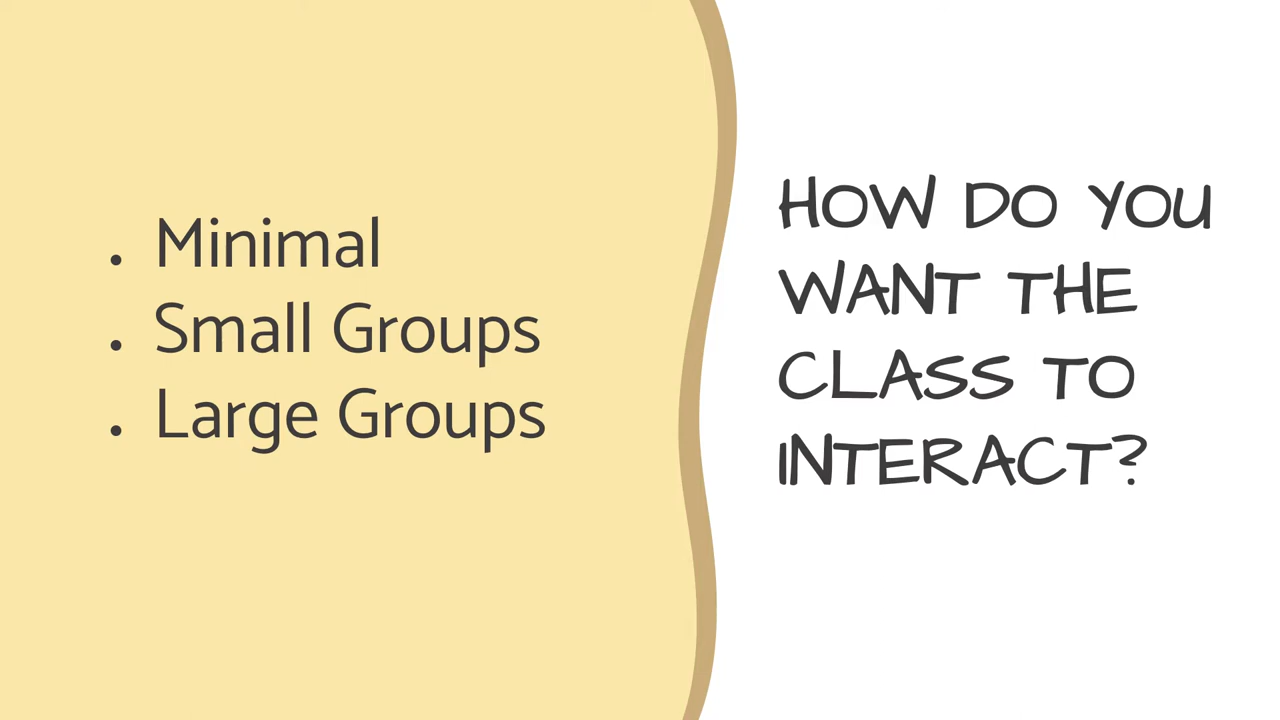 Minimal
Small Groups
Large Groups
HOW DO YOU
WANT THE
CLASS TO
INTERACT?